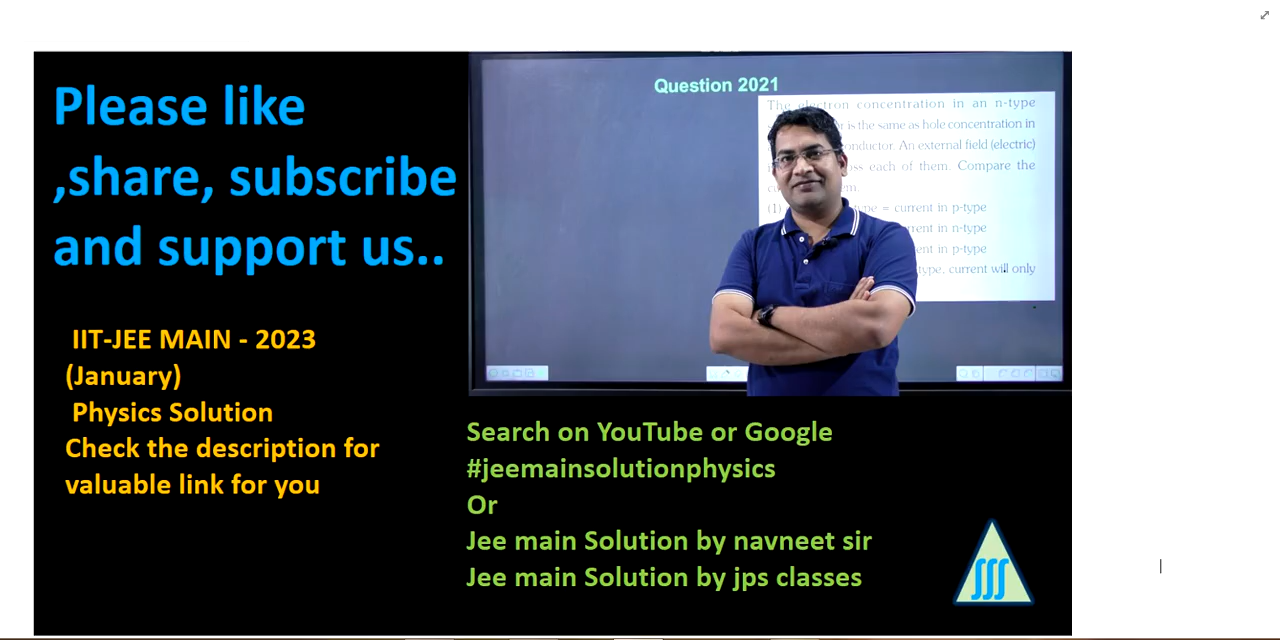 Please like
,share, subscribe
and support us..
IIT-JEE MAIN - 2023
(January)
Physics Solution
Check the description for
valuable link for you
Question 2021
The electron concentration in an n-type
is the same as hole concentration in
An external field (electric)
each of them. Compare the
(1) type = current in p-type
current in n-type
current in p-type
type, current will only
Search on YouTube or Google
#jeemainsolutionphysics
Or
Jee main Solution by navneet sir
Jee main Solution by jps classes